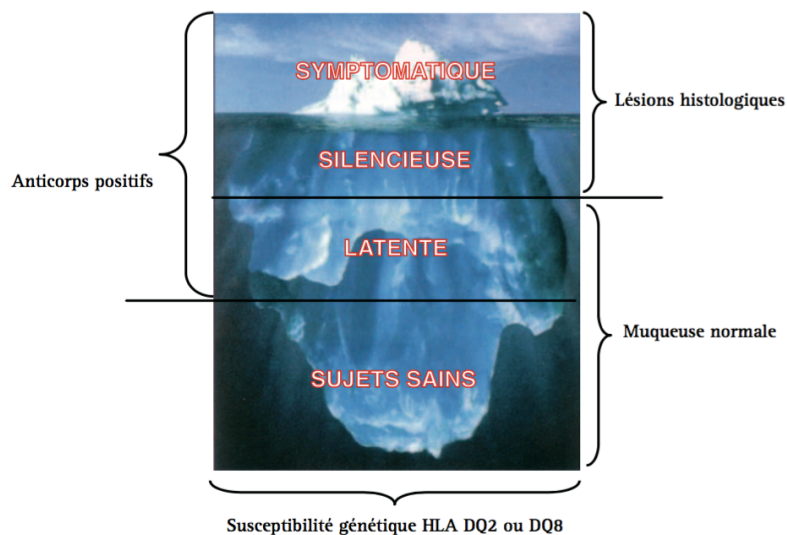 SYMPTOMATIQUE
Lésions histologiques
SILENCIEUSE
Anticorps positifs
LATENTE
Muqueuse normale
SUJETS SAINS
Susceptibilité génétique HLA DQ2 ou DQ8